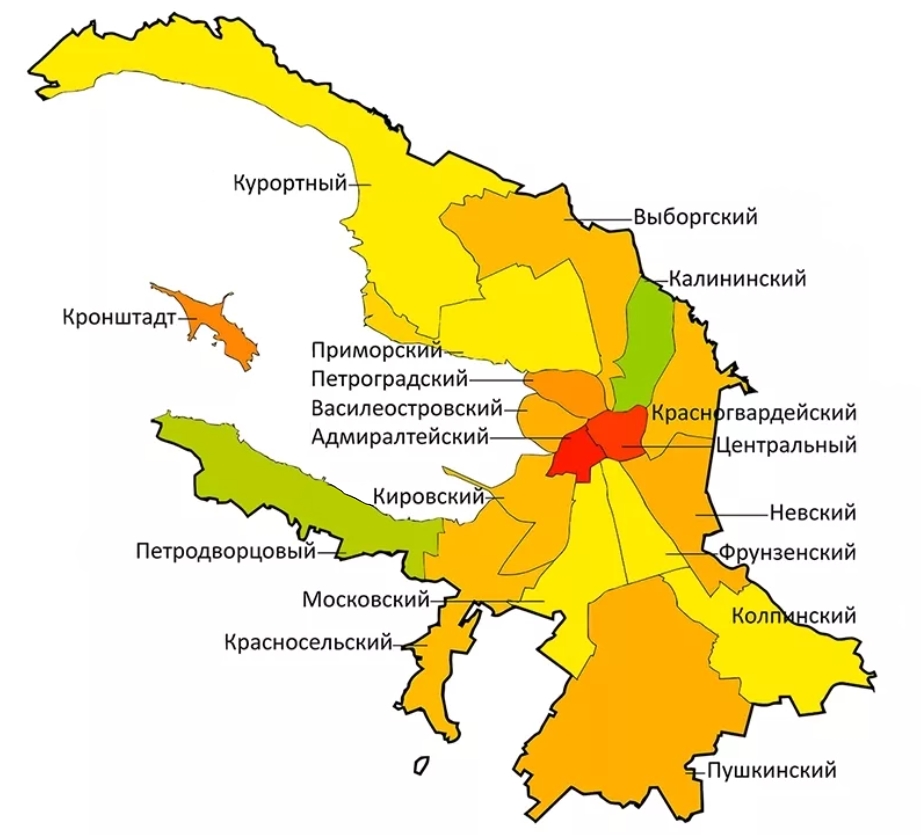 Курортный
Выборгский
Калининский
Кронштадт
Приморский
Петроградский
Василеостровский
Красногвардейский
Адмиралтейский
Центральный
Кировский
Невский
Петродворцовый
Фрунзенский
Московский
Колпинский
Красносельский
Пушкинский